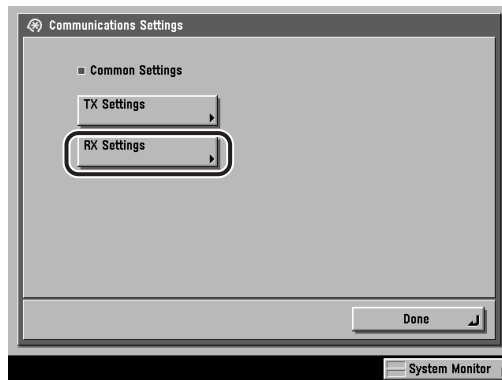 Communications Settings
Common Settings
TX Settings
RX Settings
Done
System Monitor